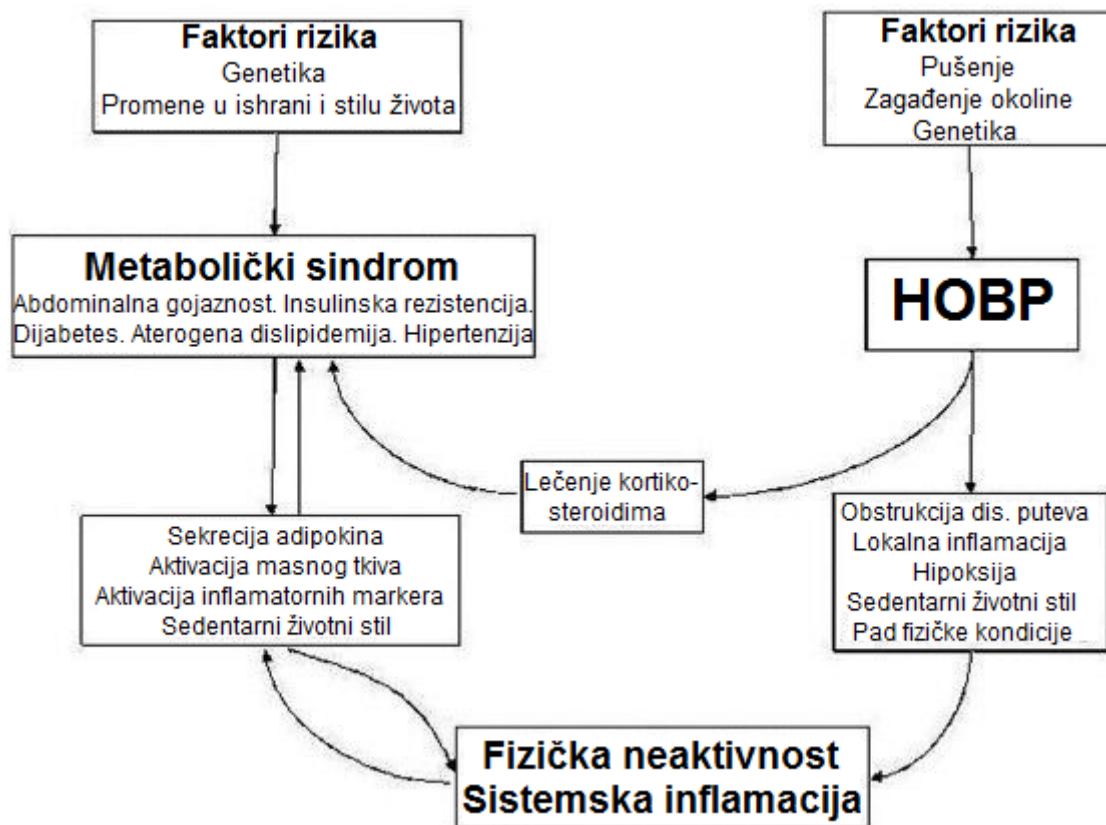 Faktori rizika
Genetika
Promene u ishrani i stilu života
Faktori rizika
Pušenje
Zagađenje okoline
Genetika
Metabolički sindrom
Abdominalna gojaznost. Insulinska rezistencija.
Dijabetes. Aterogena dislipidemija. Hipertenzija
HOBP
Lečenje kortiko-
steroidima
Sekrecija adipokina
Aktivacija masnog tkiva
Aktivacija inflamatornih markera
Sedentarni životni stil
Obstrukcija dis. puteva
Lokalna inflamacija
Hipoksija
Sedentarni životni stil
Pad fizičke kondicije
Fizička neaktivnost
Sistemska inflamacija